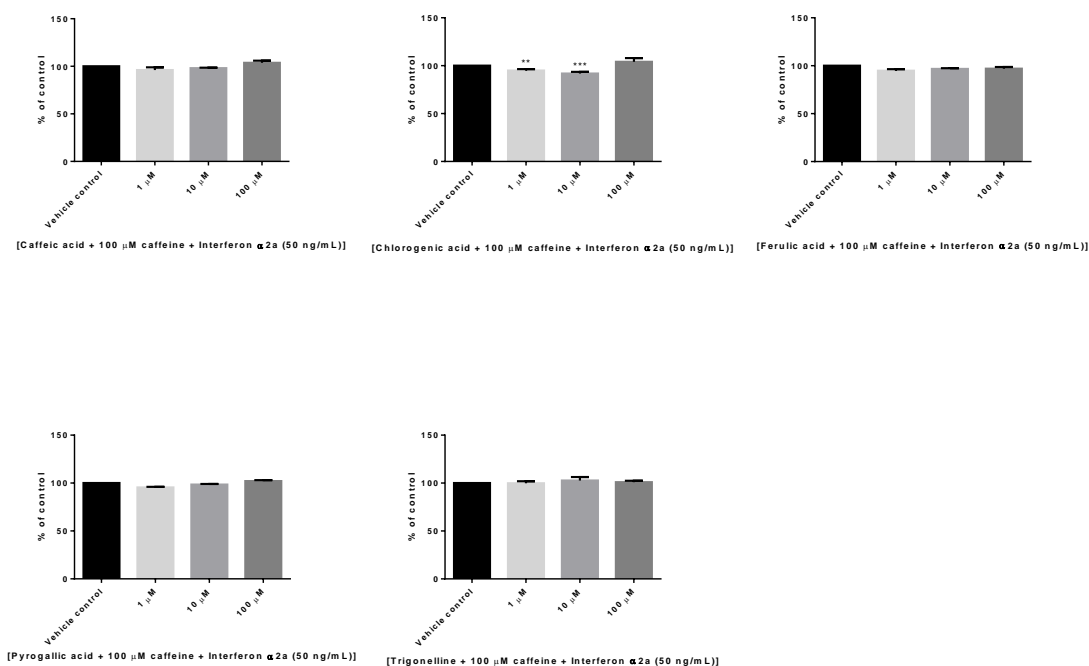 150
100
50
0
% of control
Vehicle control
1 μM
10 μM
100 μM
[Caffeic acid + 100 μM caffeine + Interferon α2a (50 ng/mL)]
150
100
50
0
% of control
**
***
Vehicle control
1 μM
10 μM
100 μM
[Chlorogenic acid + 100 μM caffeine + Interferon α2a (50 ng/mL)]
150
100
50
0
% of control
Vehicle control
1 μM
10 μM
100 μM
[Ferulic acid + 100 μM caffeine + Interferon α2a (50 ng/mL)]
150
100
50
0
% of control
Vehicle control
1 μM
10 μM
100 μM
[Pyrogallic acid + 100 μM caffeine + Interferon α2a (50 ng/mL)]
150
100
50
0
% of control
Vehicle control
1 μM
10 μM
100 μM
[Trigonelline + 100 μM caffeine + Interferon α2a (50 ng/mL)]